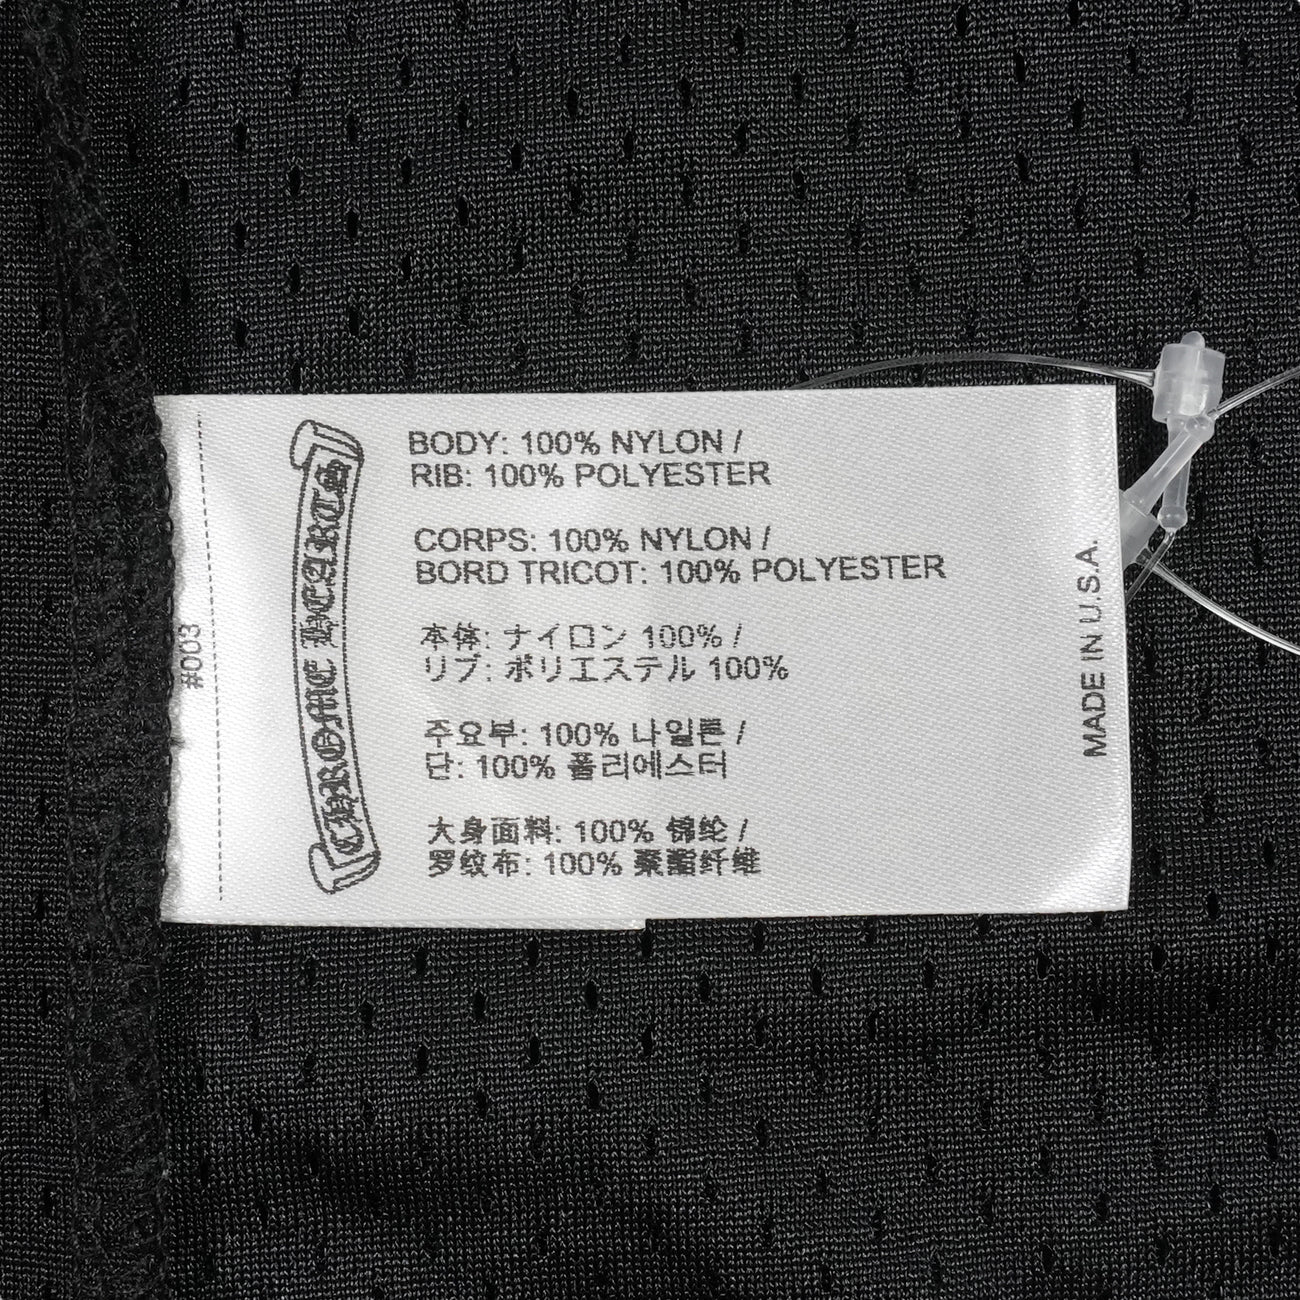 BODY: 100% NYLON /
RIB: 100% POLYESTER
CORPS: 100% NYLON /
BORD TRICOT: 100% POLYESTER
本体: ナイロン 100% /
リブ: ポリエステル 100%
주요부: 100% 나일론 /
단: 100% 폴리에스터
大身面料: 100% 锦纶 /
罗纹布: 100% 聚酯纤维
CHROME HEARTS
#003
MADE IN U.S.A.